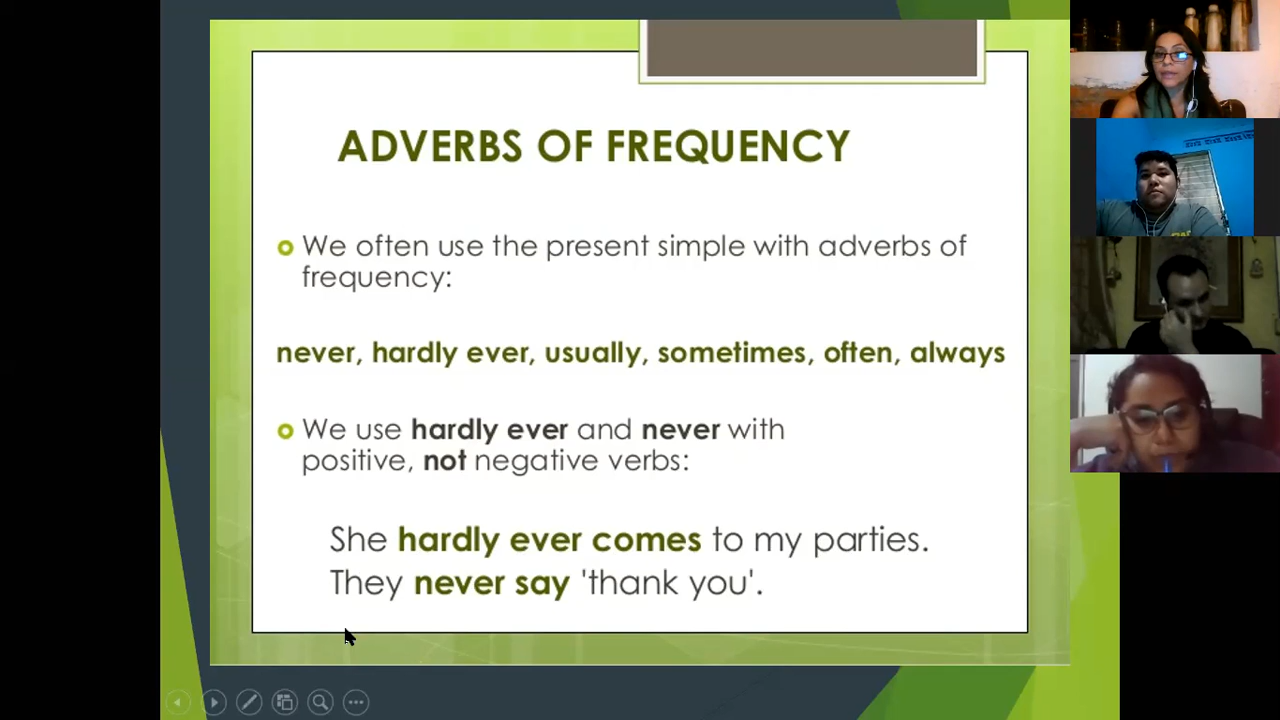 ADVERBS OF FREQUENCY
We often use the present simple with adverbs of
frequency:
never, hardly ever, usually, sometimes, often, always
We use hardly ever and never with
positive, not negative verbs:
She hardly ever comes to my parties.
They never say 'thank you'.